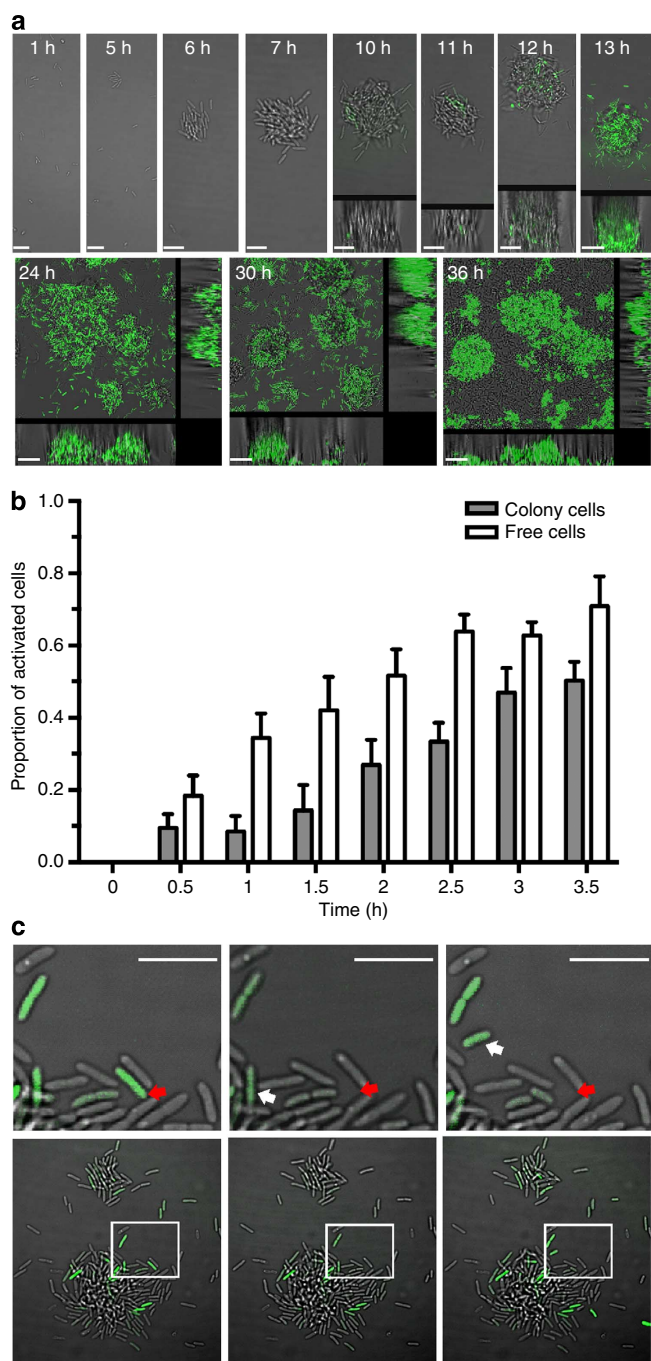 a
1 h 5 h 6 h 7 h 10 h 11 h 12 h 13 h
24 h 30 h 36 h
b
1.0
0.8
0.6
0.4
0.2
0.0
Proportion of activated cells
Colony cells
Free cells
0 0.5 1 1.5 2 2.5 3 3.5
Time (h)
c